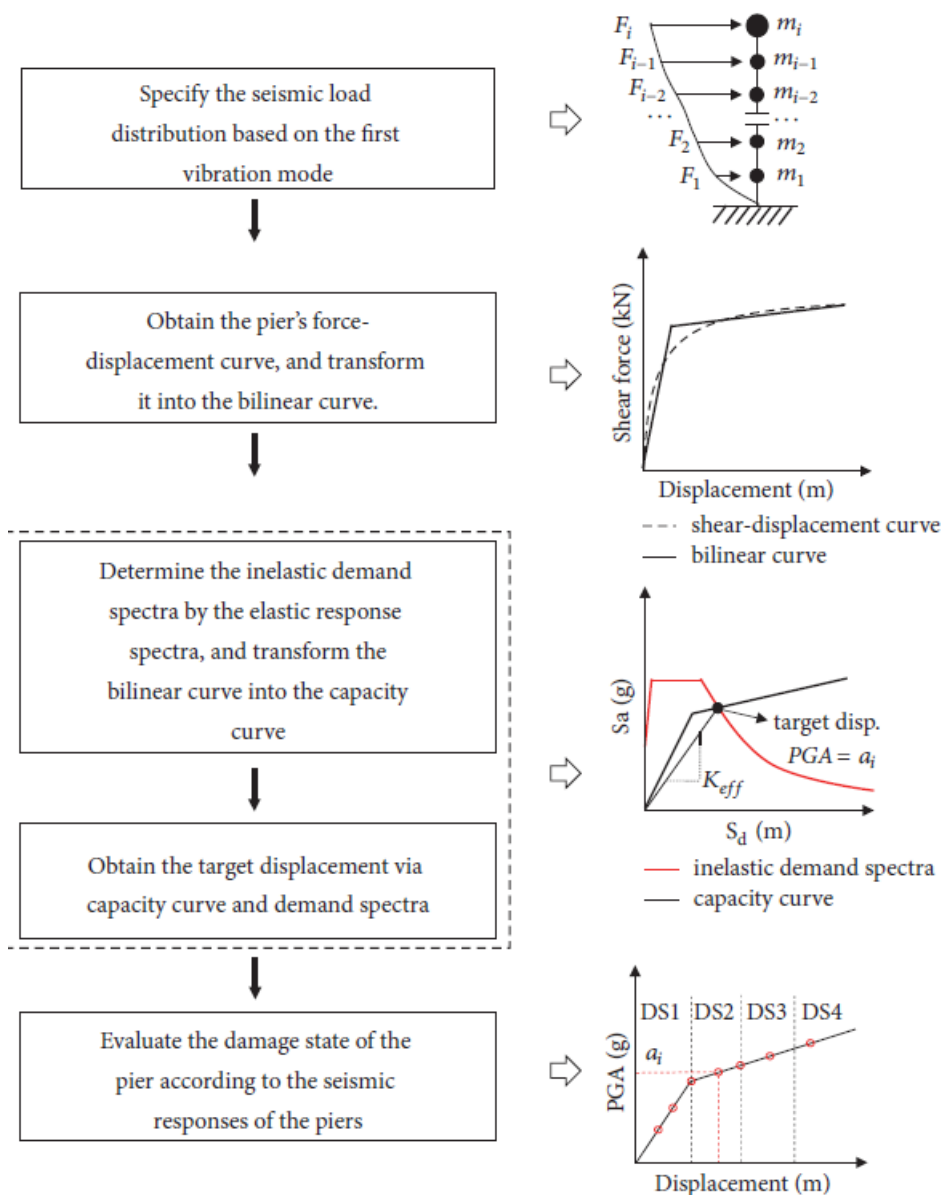 Specify the seismic load
distribution based on the first
vibration mode
F_i
F_{i−1}
F_{i−2}
...
F_2
F_1
m_i
m_{i−1}
m_{i−2}
...
m_2
m_1
Obtain the pier's force-
displacement curve, and transform
it into the bilinear curve.
Shear force (kN)
Displacement (m)
shear-displacement curve
bilinear curve
Determine the inelastic demand
spectra by the elastic response
spectra, and transform the
bilinear curve into the capacity
curve
Obtain the target displacement via
capacity curve and demand spectra
Sa (g)
target disp.
PGA = a_i
K_{eff}
S_d (m)
inelastic demand spectra
capacity curve
Evaluate the damage state of the
pier according to the seismic
responses of the piers
PGA (g)
DS1 DS2 DS3 DS4
a_i
Displacement (m)